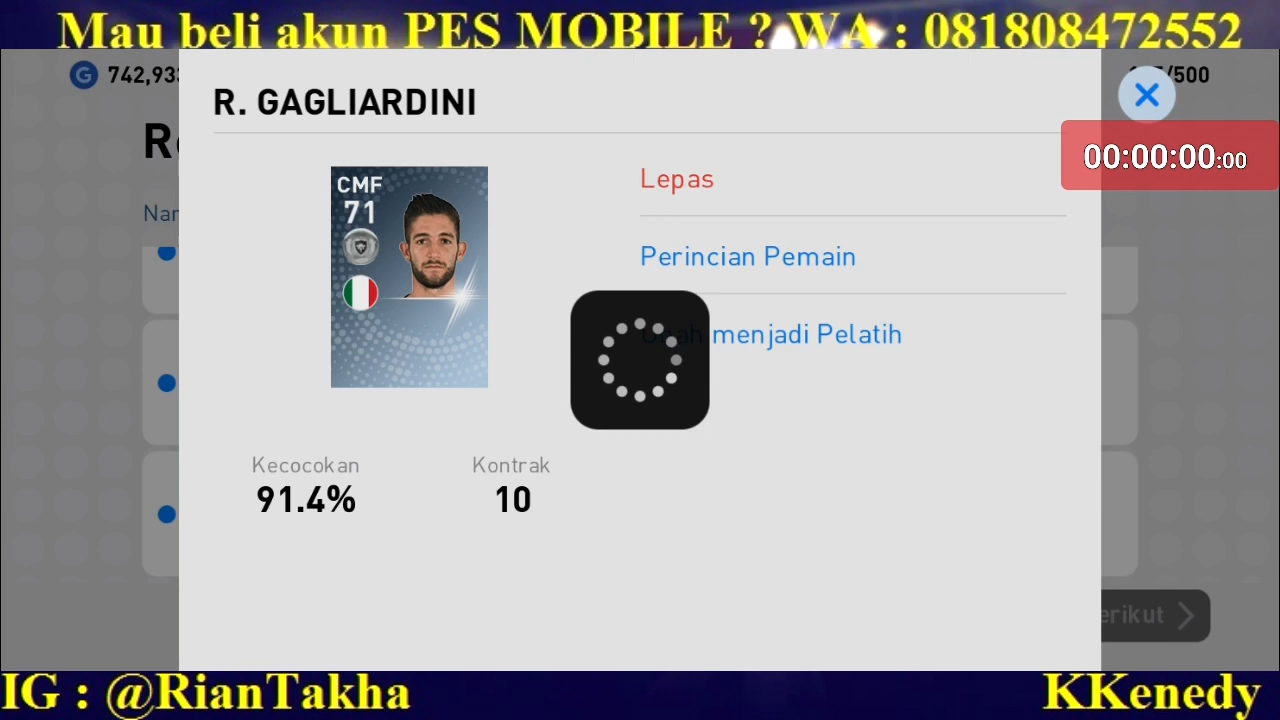 Mau beli akun PES MOBILE ? WA : 081808472552
G 742,933
/500
R. GAGLIARDINI
00:00:00:00
CMF
71
Lepas
Perincian Pemain
menjadi Pelatih
Kecocokan
91.4%
Kontrak
10
erikut
IG : @RianTakha
KKenedy